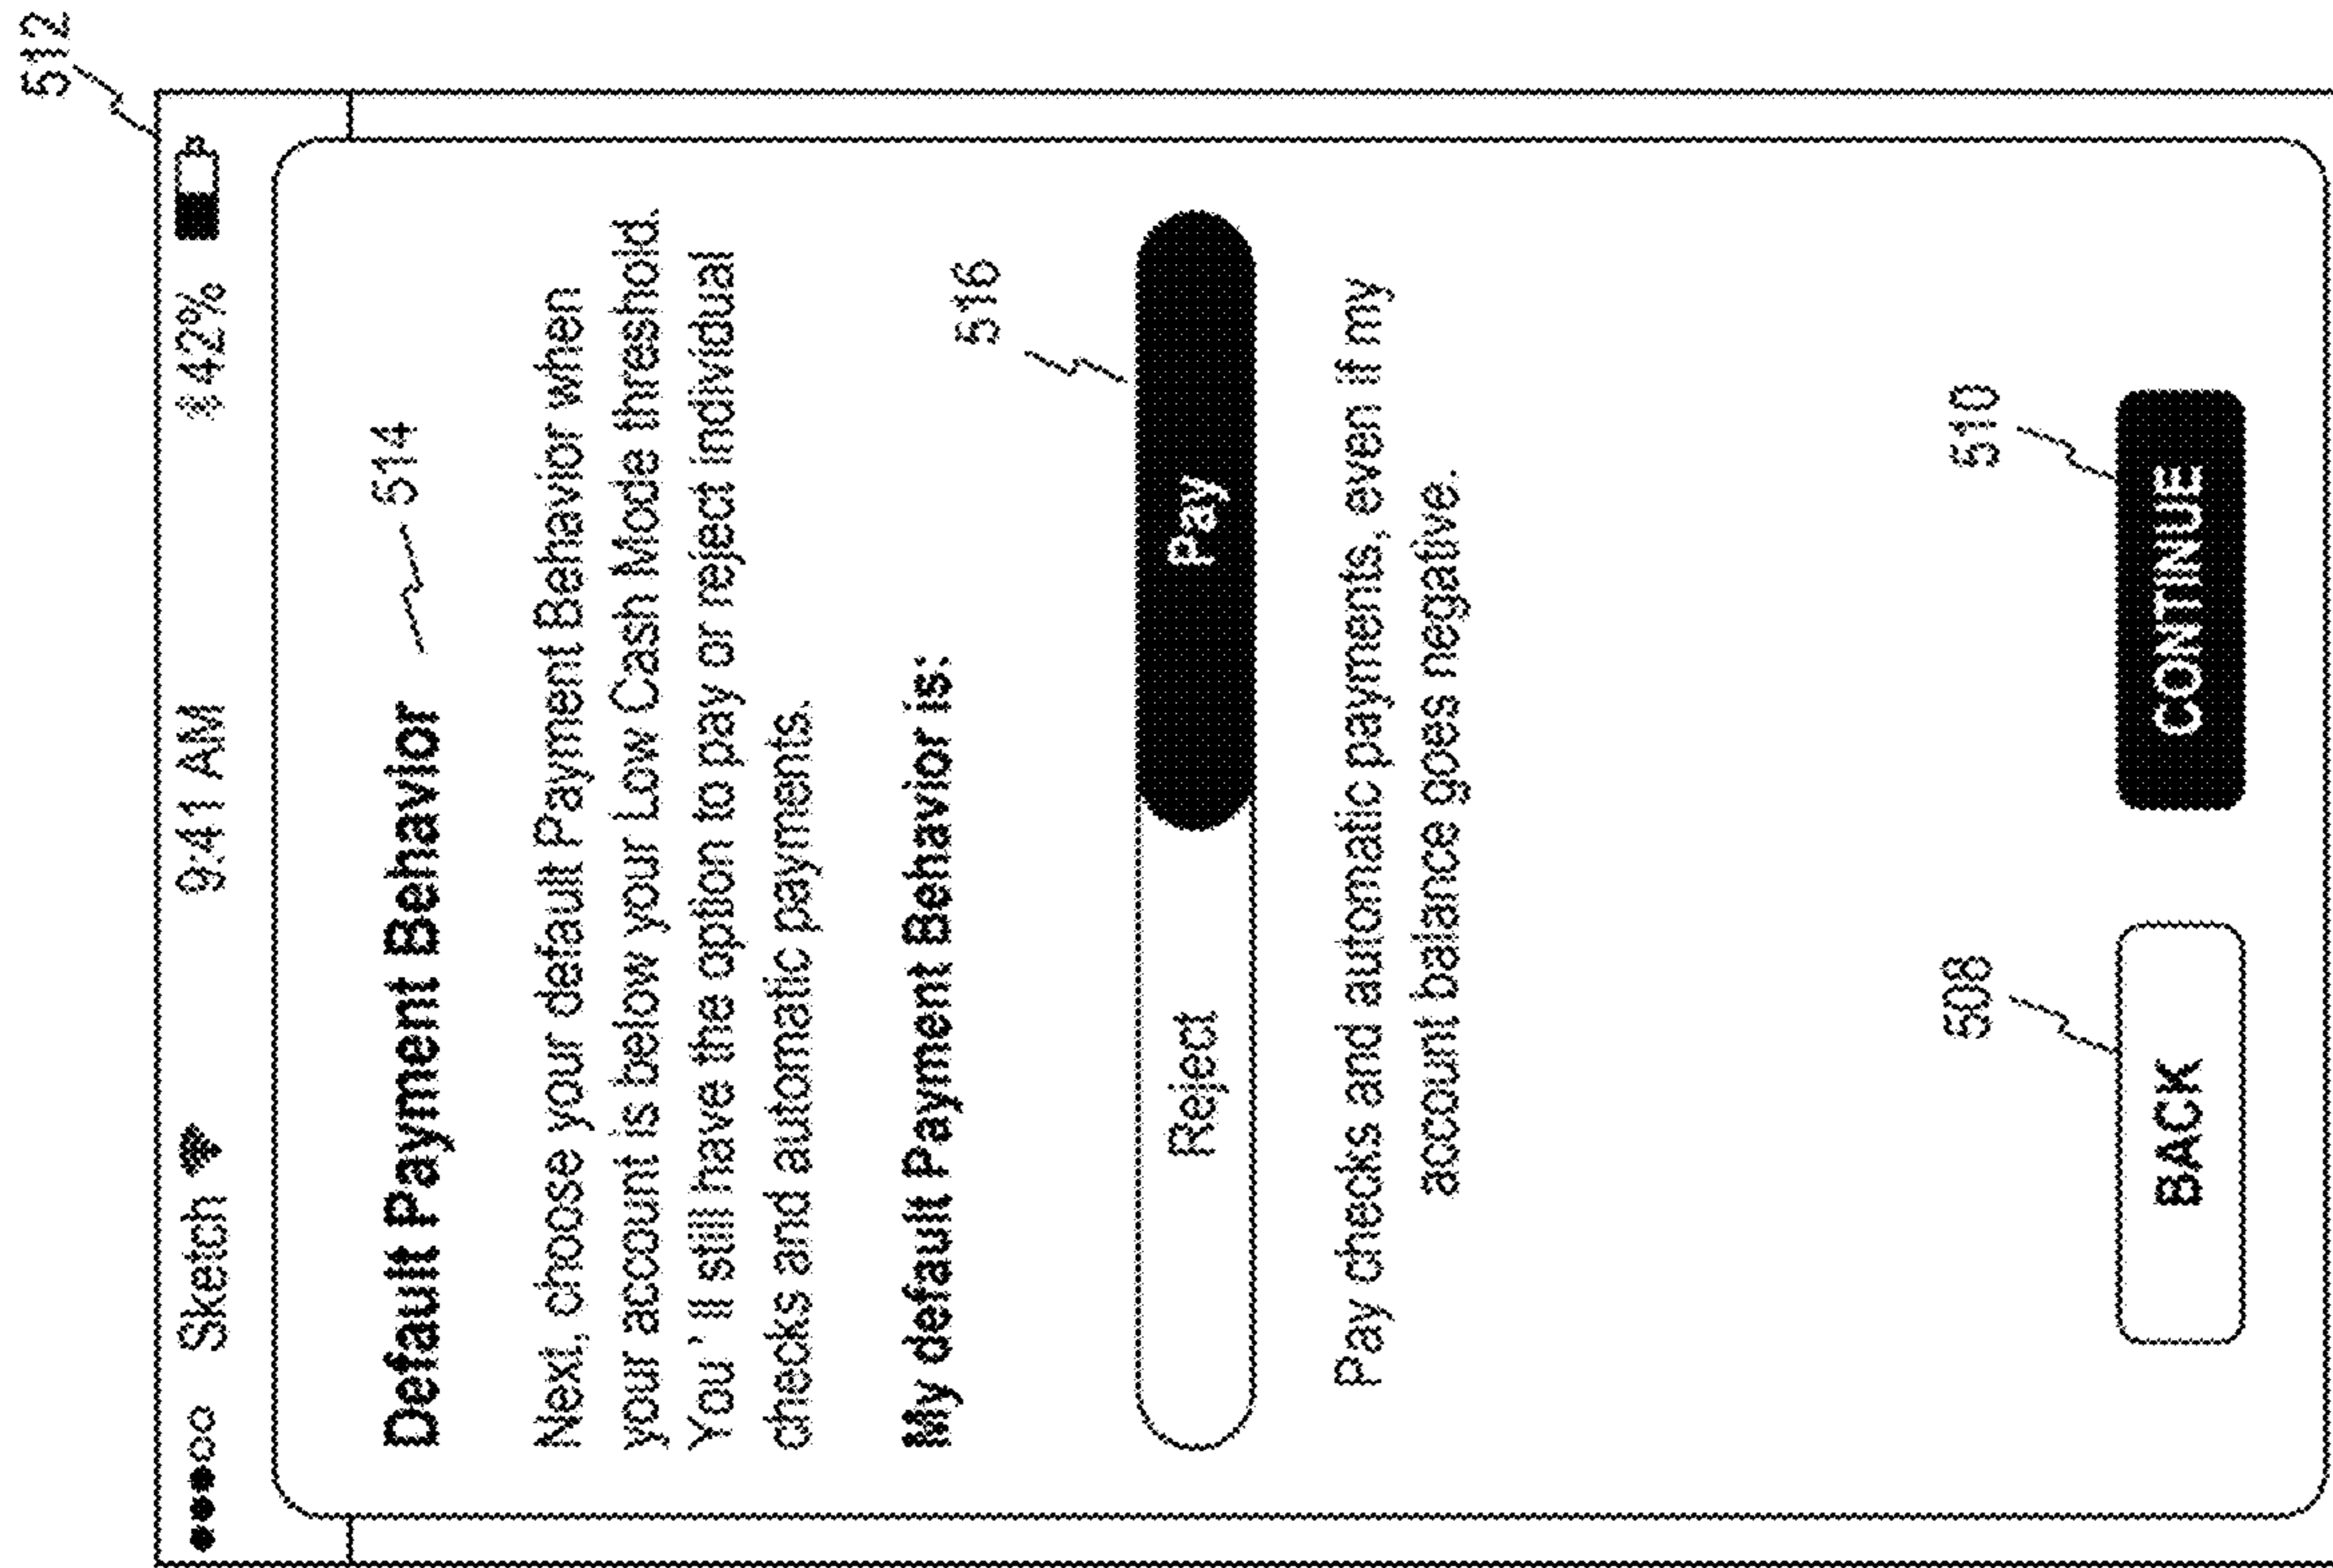 512
Sketch 9:41 AM 42%
Default Payment Behavior 514
Next, choose your default Payment Behavior when
your account is below your Low Cash Mode threshold.
You'll still have the option to pay or reject individual
checks and automatic payments.
My default Payment Behavior is:
516
Reject Pay
Pay checks and automatic payments, even if my
account balance goes negative.
508 510
BACK CONTINUE